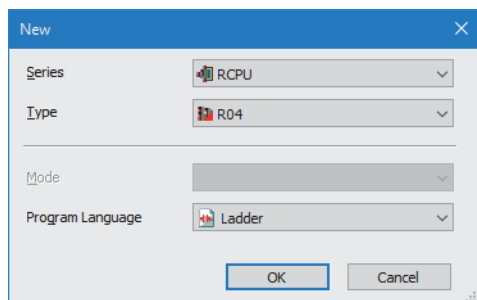 New
Series RCPU
Type R04
Mode
Program Language Ladder
OK Cancel